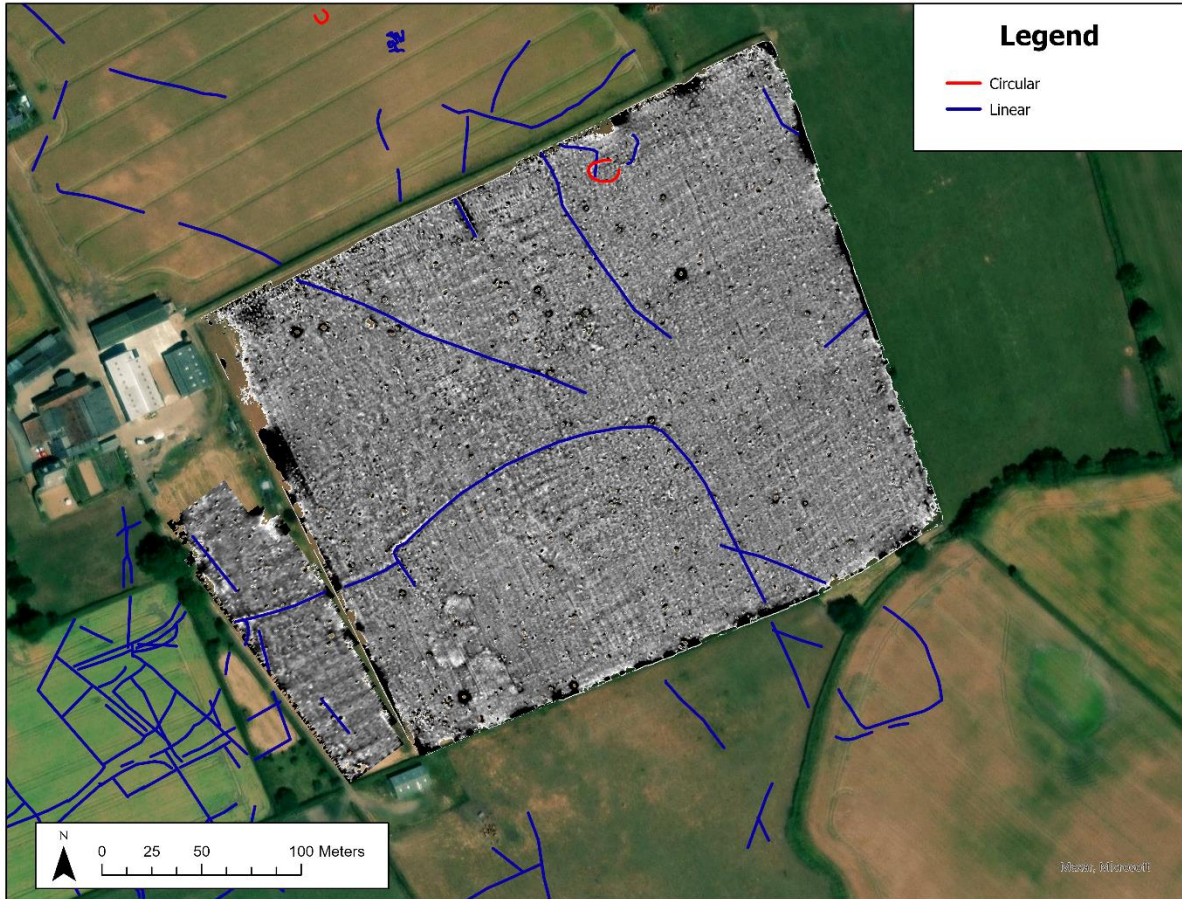 Legend
Circular
Linear
N
0 25 50 100 Meters
Maxar, Microsoft